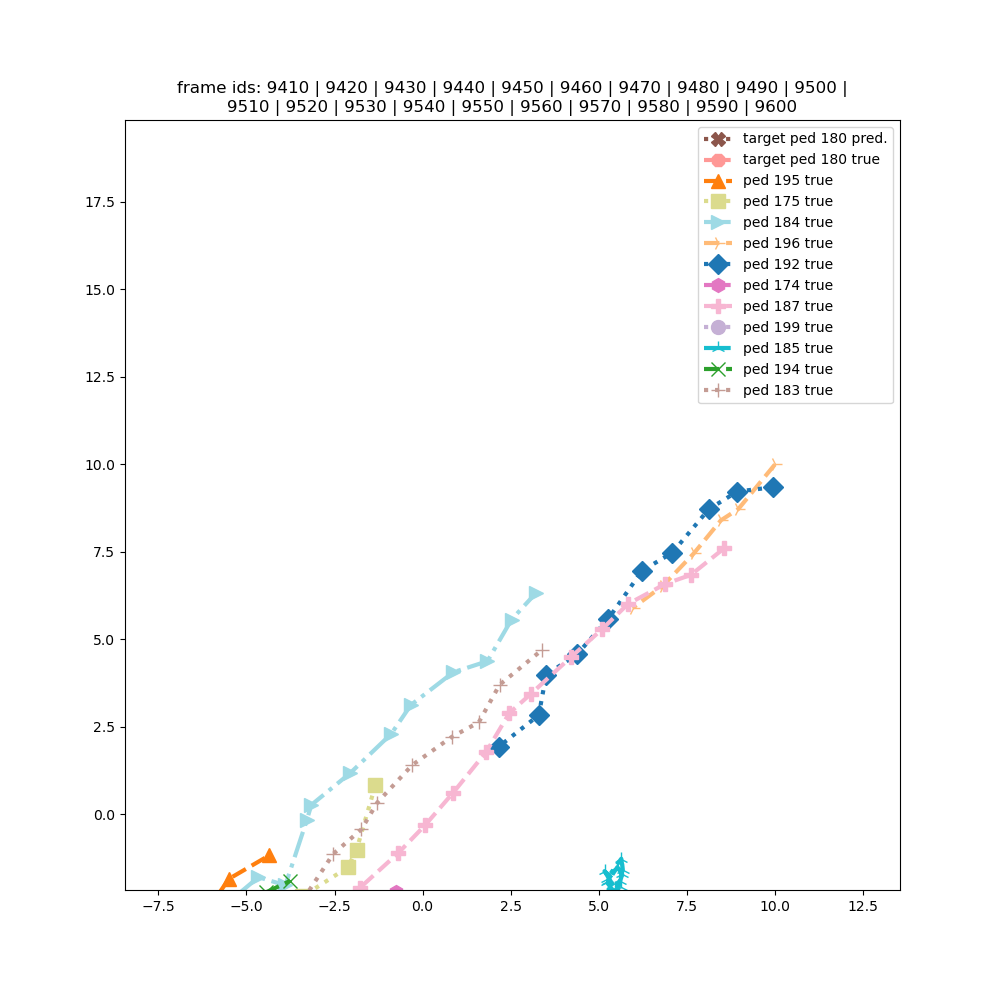 frame ids: 9410 | 9420 | 9430 | 9440 | 9450 | 9460 | 9470 | 9480 | 9490 | 9500 |
9510 | 9520 | 9530 | 9540 | 9550 | 9560 | 9570 | 9580 | 9590 | 9600
target ped 180 pred.
target ped 180 true
ped 195 true
ped 175 true
ped 184 true
ped 196 true
ped 192 true
ped 174 true
ped 187 true
ped 199 true
ped 185 true
ped 194 true
ped 183 true
17.5
15.0
12.5
10.0
7.5
5.0
2.5
0.0
−7.5 −5.0 −2.5 0.0 2.5 5.0 7.5 10.0 12.5